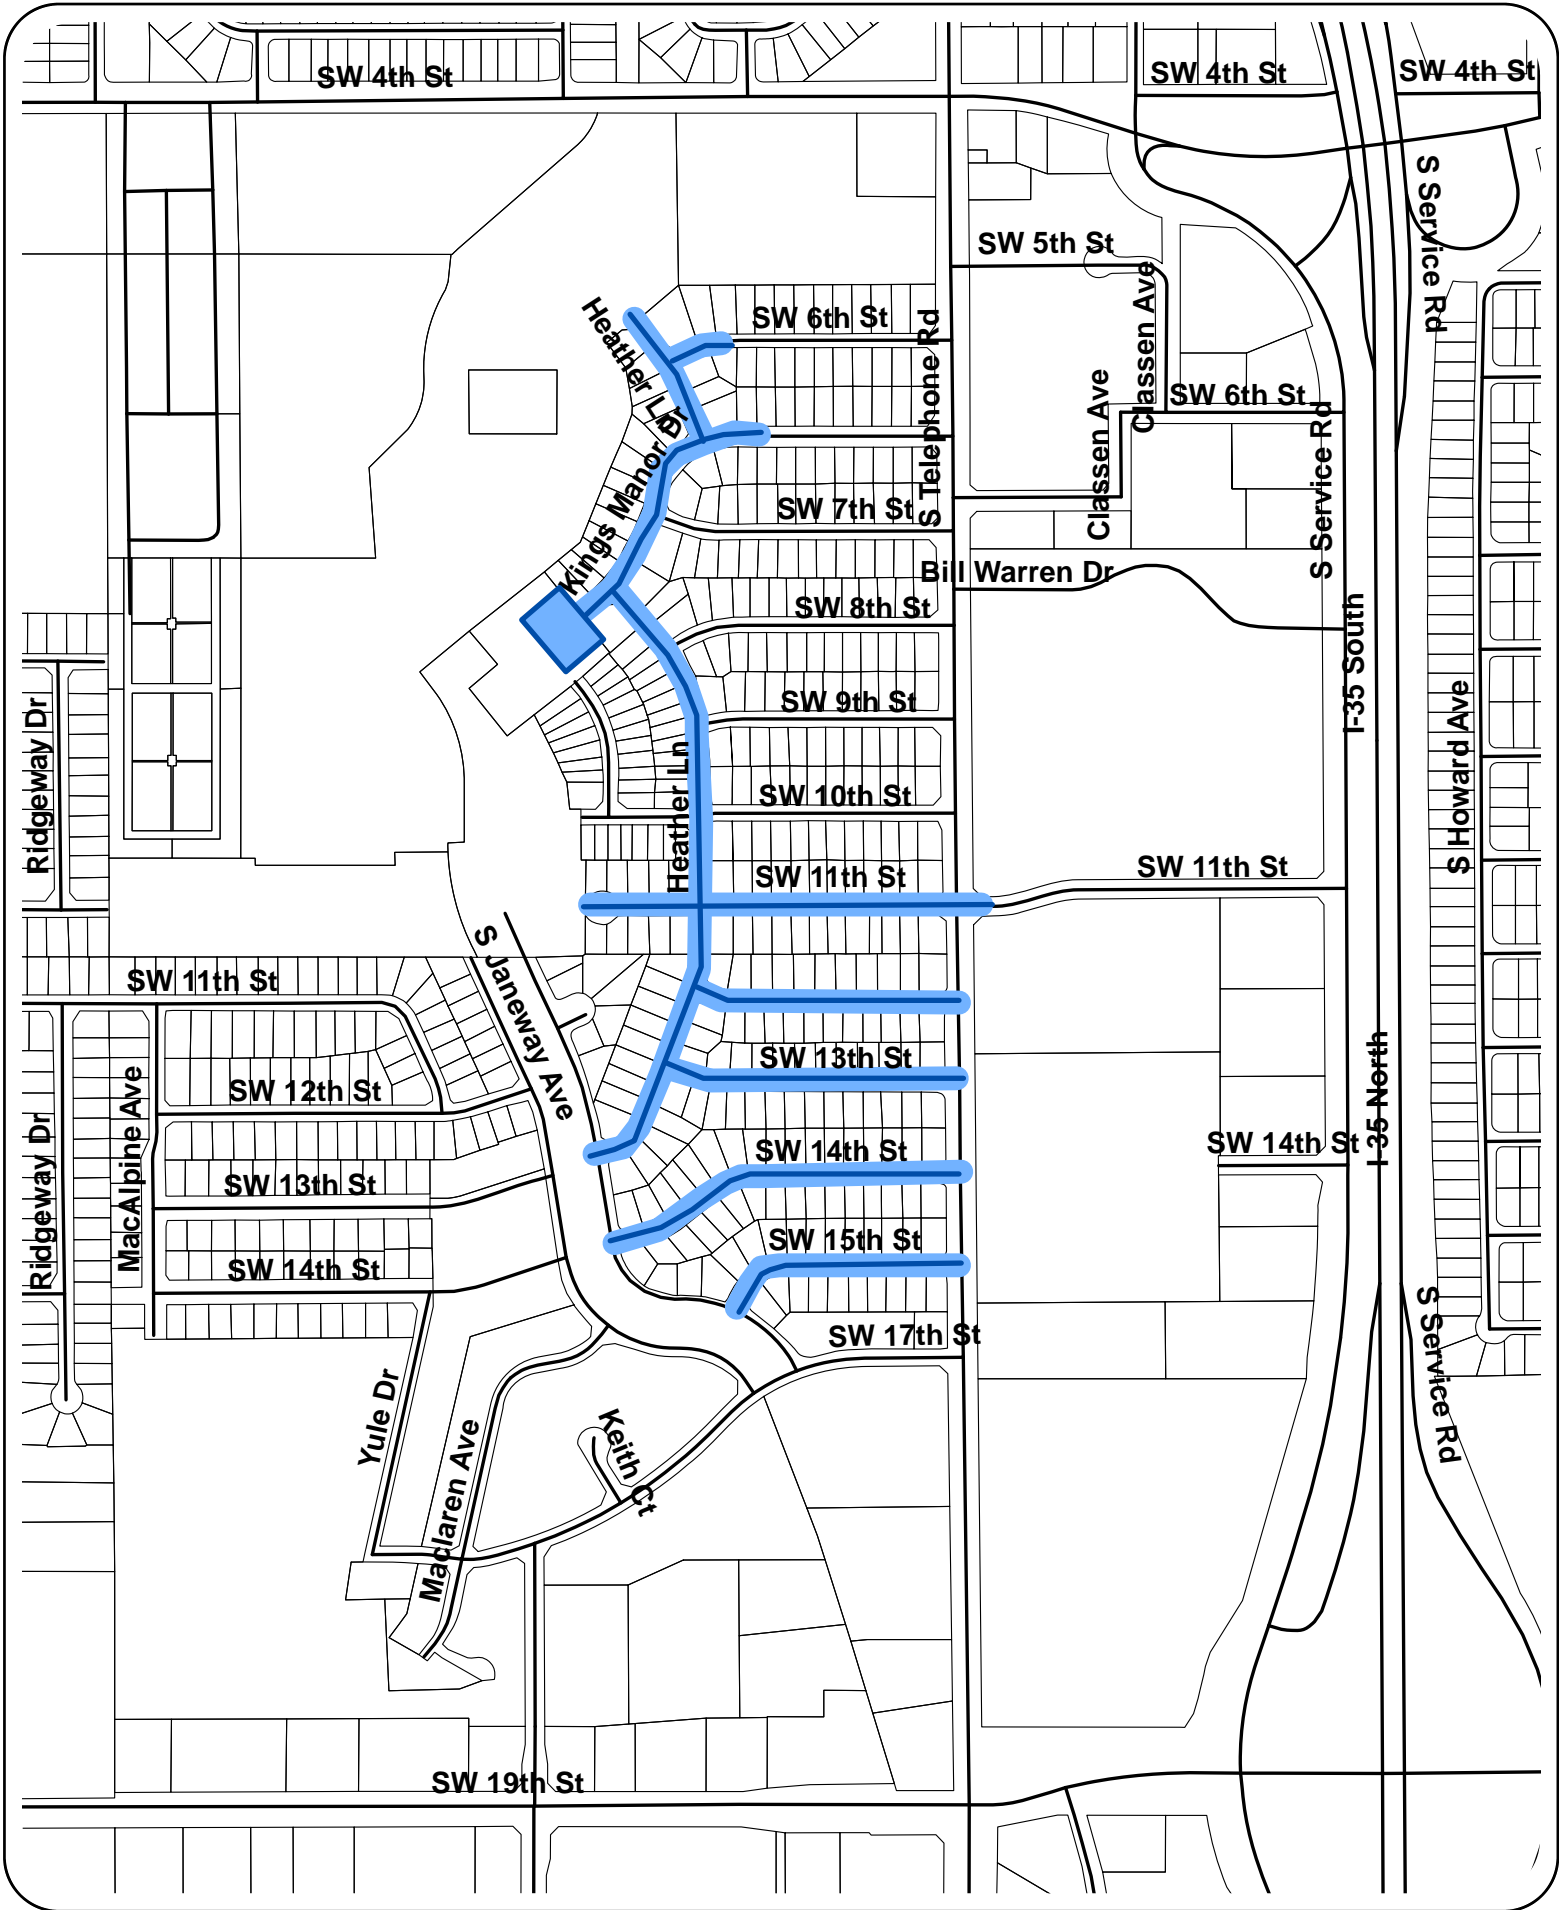 SW 4th St
SW 4th St
SW 4th St
S Service Rd
SW 5th St
Classen Ave
Heather Ln
SW 6th St
S Telephone Rd
SW 6th St
Classen Ave
S Service Rd
Kings Manor Dr
SW 7th St
Bill Warren Dr
SW 8th St
I-35 South
SW 9th St
Ridgeway Dr
S Howard Ave
Heather Ln
SW 10th St
SW 11th St
SW 11th St
SW 11th St
S Janeway Ave
SW 12th St
SW 13th St
I-35 North
MacAlpine Ave
Ridgeway Dr
SW 14th St
SW 14th St
SW 13th St
SW 15th St
SW 14th St
SW 17th St
S Service Rd
Yule Dr
Maclaren Ave
Keith Ct
SW 19th St